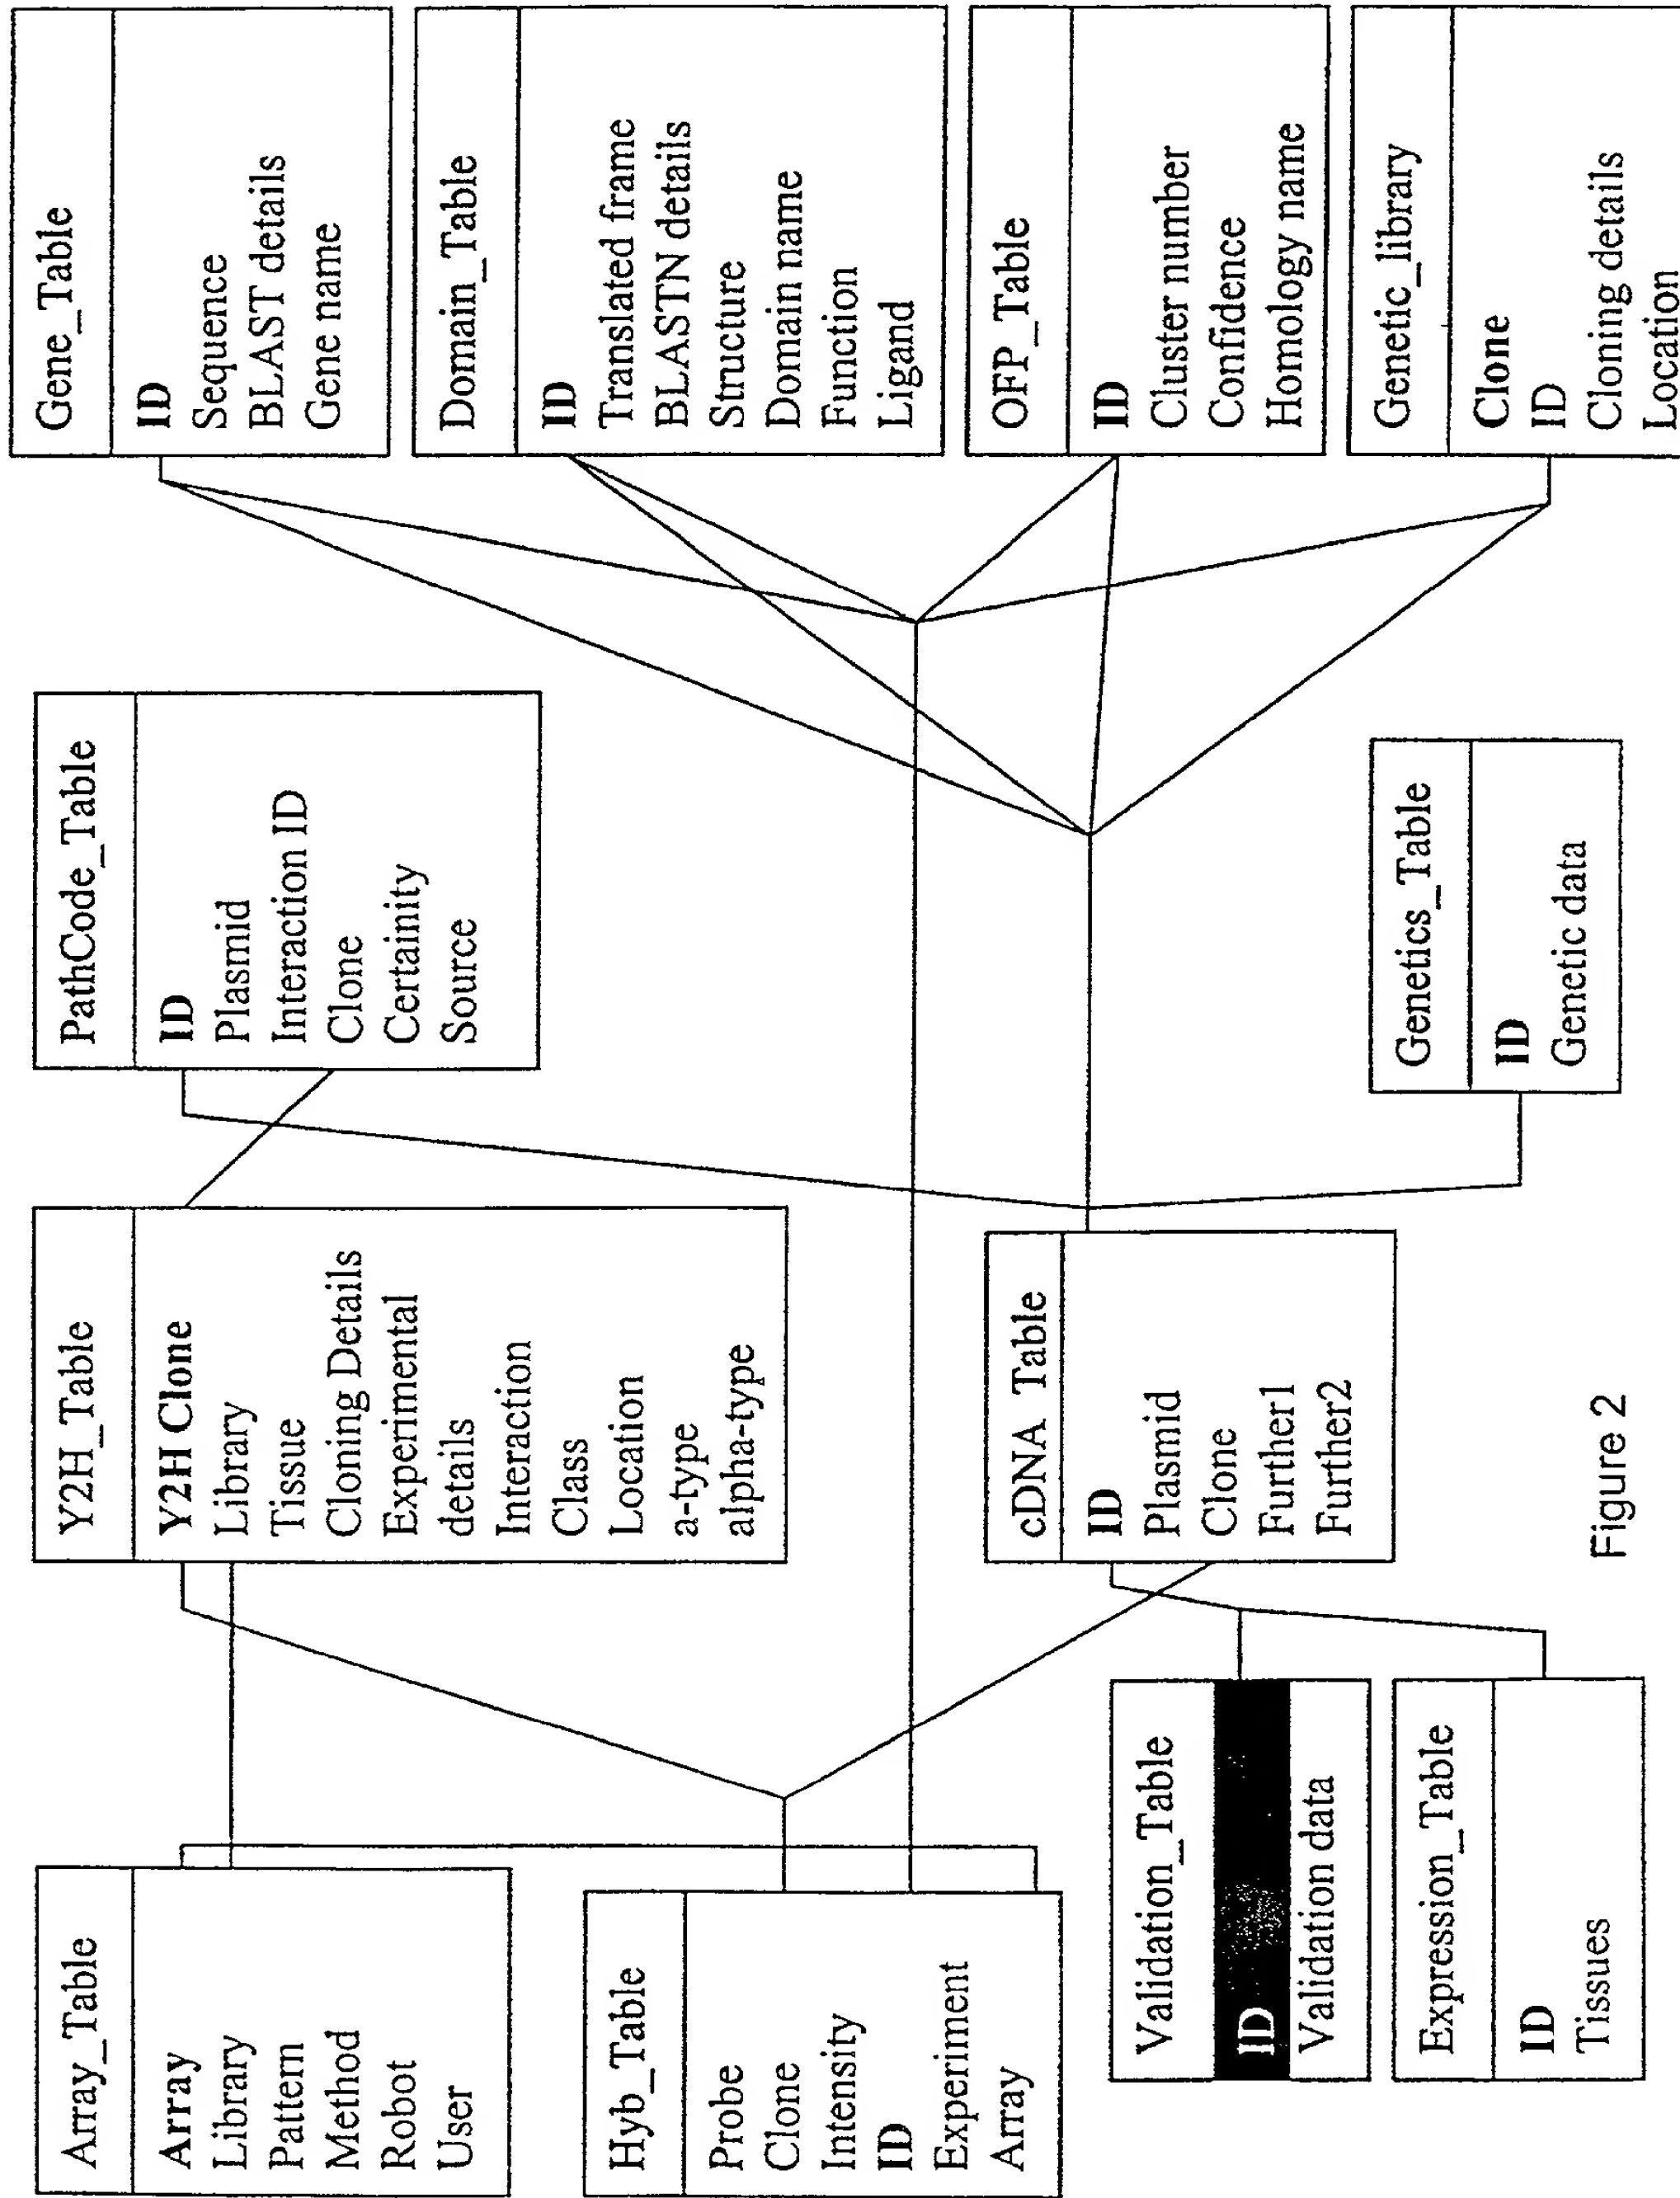 Array_Table
Array
Library
Pattern
Method
Robot
User
Y2H_Table
Y2H Clone
Library
Tissue
Cloning Details
Experimental
details
Interaction
Class
Location
a-type
alpha-type
PathCode_Table
ID
Plasmid
Interaction ID
Clone
Certainity
Source
Gene_Table
ID
Sequence
BLAST details
Gene name
Hyb_Table
Probe
Clone
Intensity
ID
Experiment
Array
Domain_Table
ID
Translated frame
BLASTN details
Structure
Domain name
Function
Ligand
cDNA_Table
ID
Plasmid
Clone
Further1
Further2
OFP_Table
ID
Cluster number
Confidence
Homology name
Validation_Table
ID
Validation data
Expression_Table
ID
Tissues
Genetics_Table
ID
Genetic data
Genetic_library
Clone
ID
Cloning details
Location
Figure 2